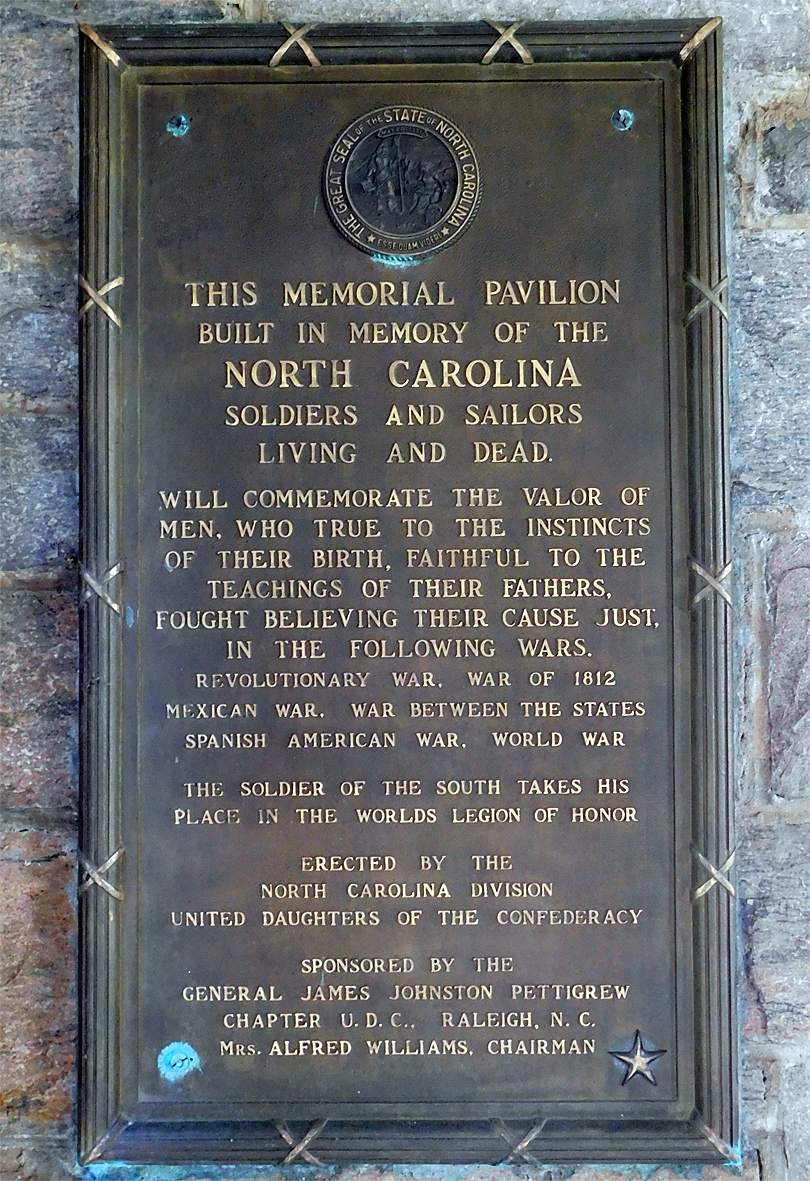 THE GREAT SEAL OF THE STATE OF NORTH CAROLINA
ESSE QUAM VIDERI
THIS MEMORIAL PAVILION
BUILT IN MEMORY OF THE
NORTH CAROLINA
SOLDIERS AND SAILORS
LIVING AND DEAD.
WILL COMMEMORATE THE VALOR OF
MEN, WHO TRUE TO THE INSTINCTS
OF THEIR BIRTH, FAITHFUL TO THE
TEACHINGS OF THEIR FATHERS,
FOUGHT BELIEVING THEIR CAUSE JUST,
IN THE FOLLOWING WARS.
REVOLUTIONARY WAR, WAR OF 1812
MEXICAN WAR, WAR BETWEEN THE STATES
SPANISH AMERICAN WAR, WORLD WAR
THE SOLDIER OF THE SOUTH TAKES HIS
PLACE IN THE WORLDS LEGION OF HONOR
ERECTED BY THE
NORTH CAROLINA DIVISION
UNITED DAUGHTERS OF THE CONFEDERACY
SPONSORED BY THE
GENERAL JAMES JOHNSTON PETTIGREW
CHAPTER U.D.C., RALEIGH, N.C.
MRS. ALFRED WILLIAMS, CHAIRMAN